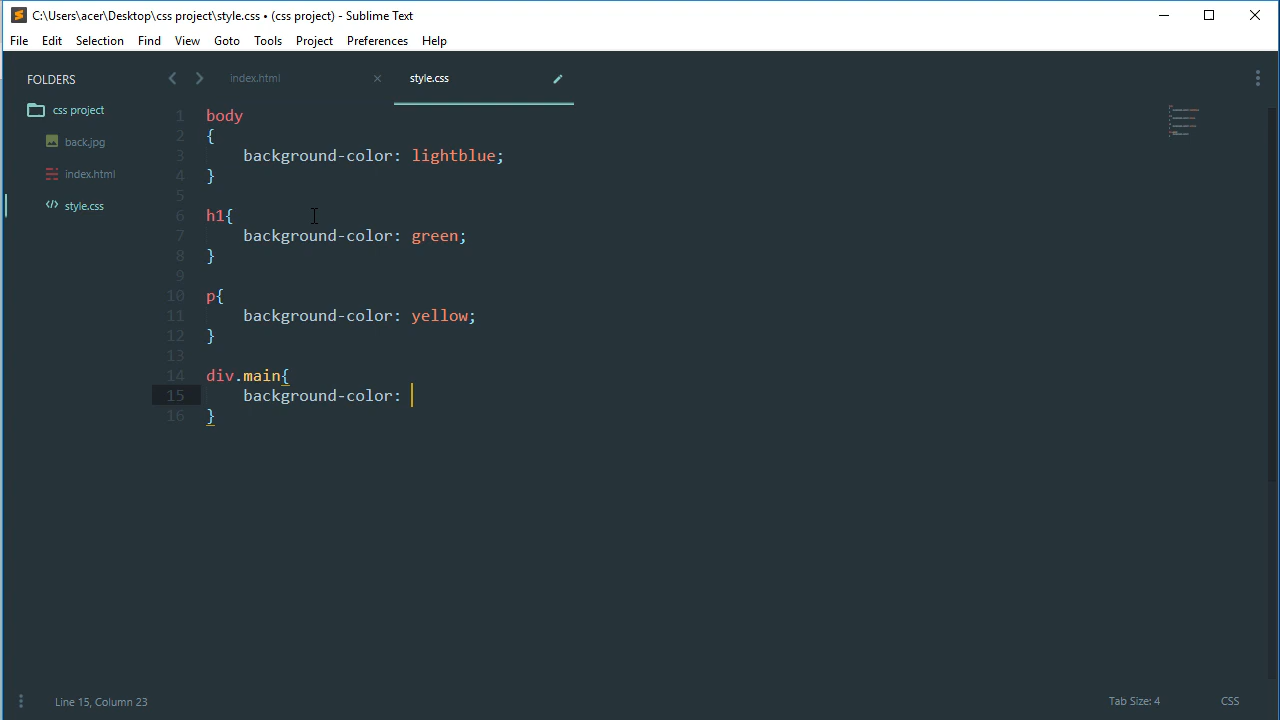 C:\Users\acer\Desktop\css project\style.css • (css project) - Sublime Text
File Edit Selection Find View Goto Tools Project Preferences Help
FOLDERS
css project
back.jpg
index.html
style.css
index.html
style.css
1 body
2 {
3     background-color: lightblue;
4 }
5
6 h1{
7     background-color: green;
8 }
9
10 p{
11     background-color: yellow;
12 }
13
14 div.main{
15     background-color:
16 }
Line 15, Column 23
Tab Size: 4
CSS